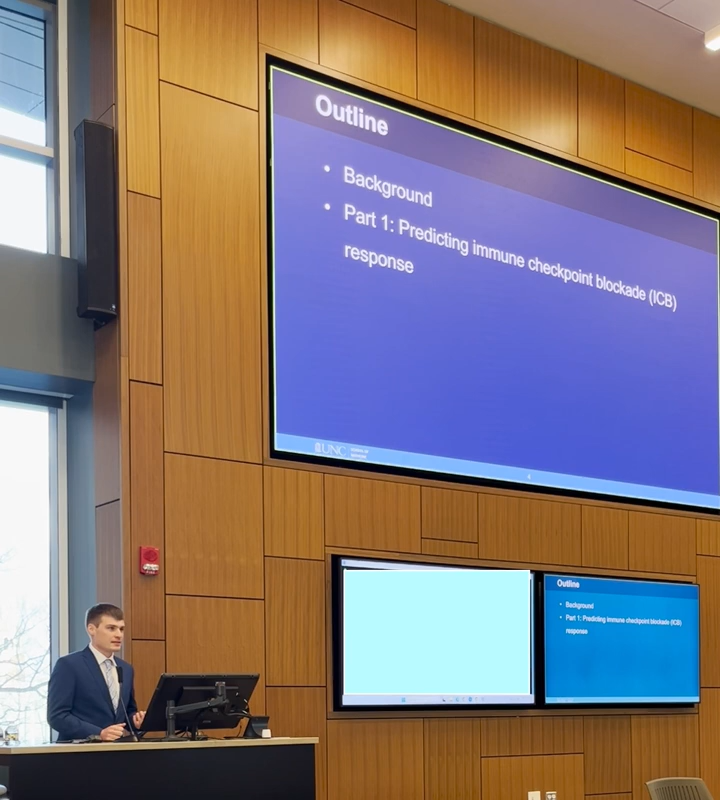 Outline
• Background
• Part 1: Predicting immune checkpoint blockade (ICB)
response
UNC
Outline
• Background
• Part 1: Predicting immune checkpoint blockade (ICB)
response